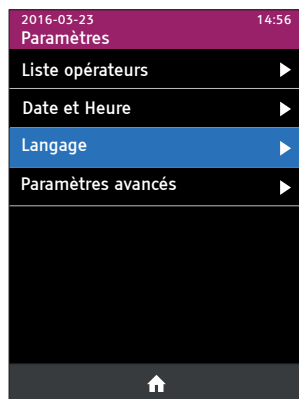 2016-03-23 14:56
Paramètres
Liste opérateurs
Date et Heure
Langage
Paramètres avancés